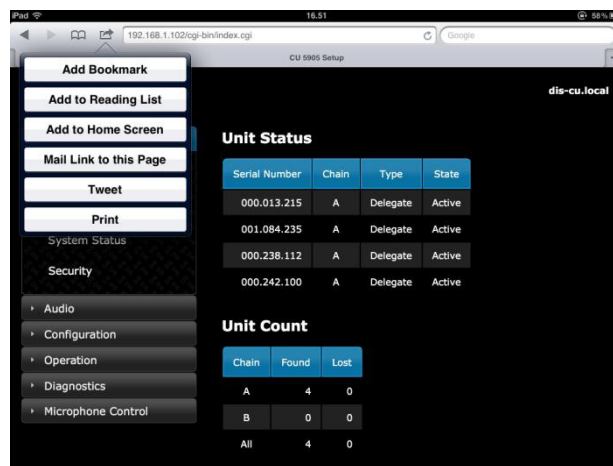 iPad 16.51 58%
192.168.1.102/cgi-bin/index.cgi Google
CU 5905 Setup
dis-cu.local
Add Bookmark
Add to Reading List
Add to Home Screen
Mail Link to this Page
Tweet
Print
System Status
Security
Audio
Configuration
Operation
Diagnostics
Microphone Control
Unit Status
Serial Number Chain Type State
000.013.215 A Delegate Active
001.084.235 A Delegate Active
000.238.112 A Delegate Active
000.242.100 A Delegate Active
Unit Count
Chain Found Lost
A 4 0
B 0 0
All 4 0